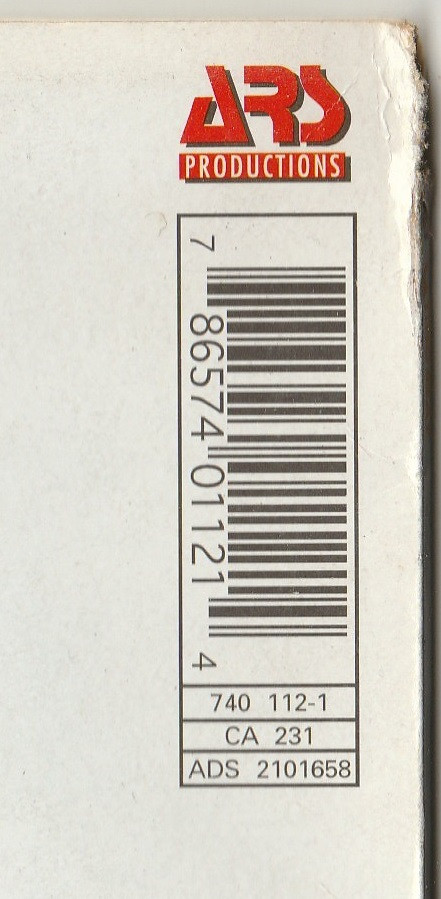 ARS
PRODUCTIONS
7 86574 01121 4
740 112-1
CA 231
ADS 2101658